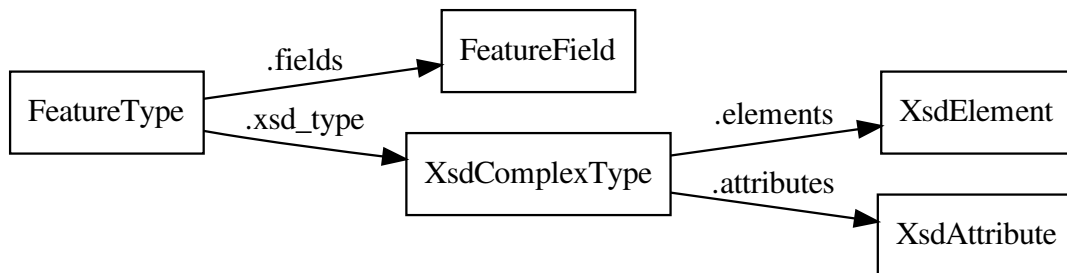 FeatureType
.fields
FeatureField
.xsd_type
XsdComplexType
.elements
XsdElement
.attributes
XsdAttribute